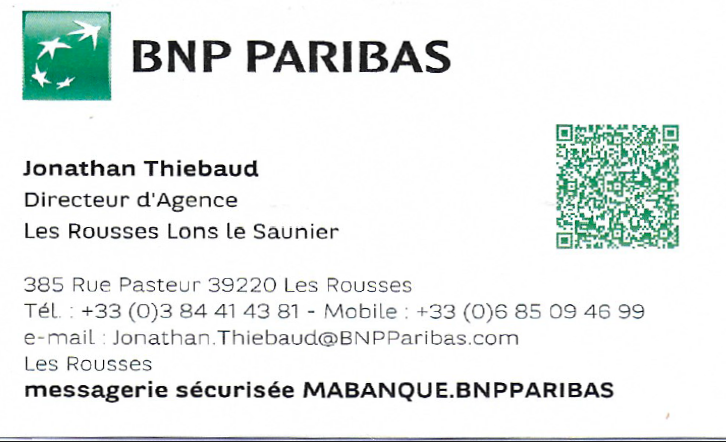 BNP PARIBAS
Jonathan Thiebaud
Directeur d'Agence
Les Rousses Lons le Saunier
385 Rue Pasteur 39220 Les Rousses
Tél. : +33 (0)3 84 41 43 81 - Mobile : +33 (0)6 85 09 46 99
e-mail : Jonathan.Thiebaud@BNPParibas.com
Les Rousses
messagerie sécurisée MABANQUE.BNPPARIBAS